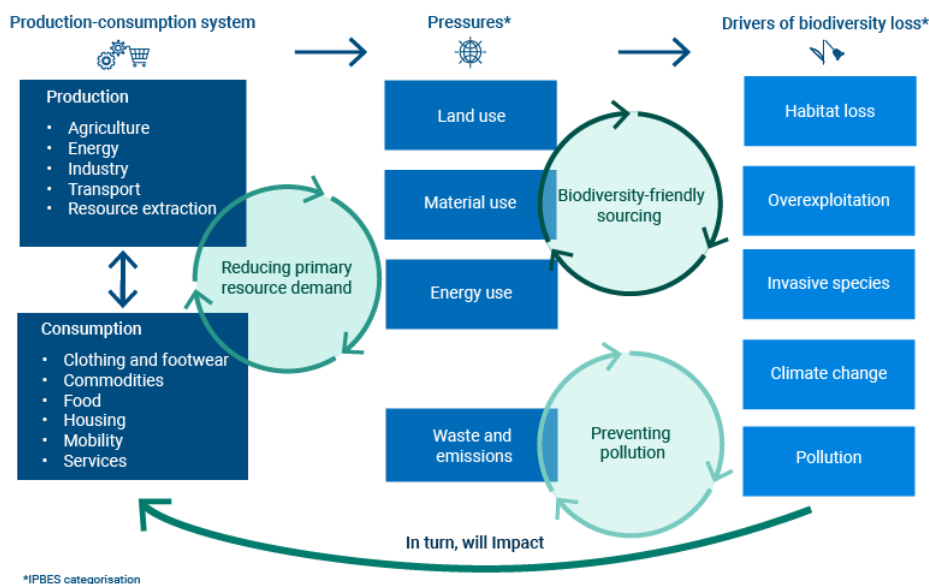 Production-consumption system
Pressures*
Drivers of biodiversity loss*
Production
• Agriculture
• Energy
• Industry
• Transport
• Resource extraction
Consumption
• Clothing and footwear
• Commodities
• Food
• Housing
• Mobility
• Services
Reducing primary
resource demand
Land use
Material use
Energy use
Waste and
emissions
Biodiversity-friendly
sourcing
Preventing
pollution
Habitat loss
Overexploitation
Invasive species
Climate change
Pollution
In turn, will Impact
*IPBES categorisation